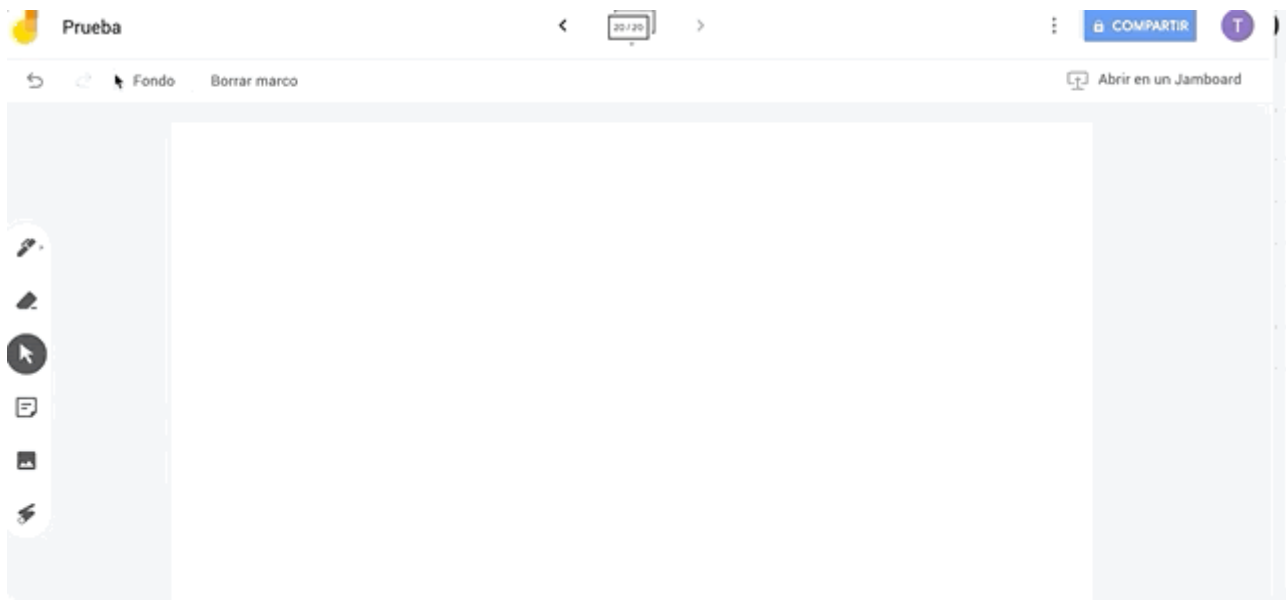 Prueba
20 / 20
COMPARTIR
T
Fondo
Borrar marco
Abrir en un Jamboard